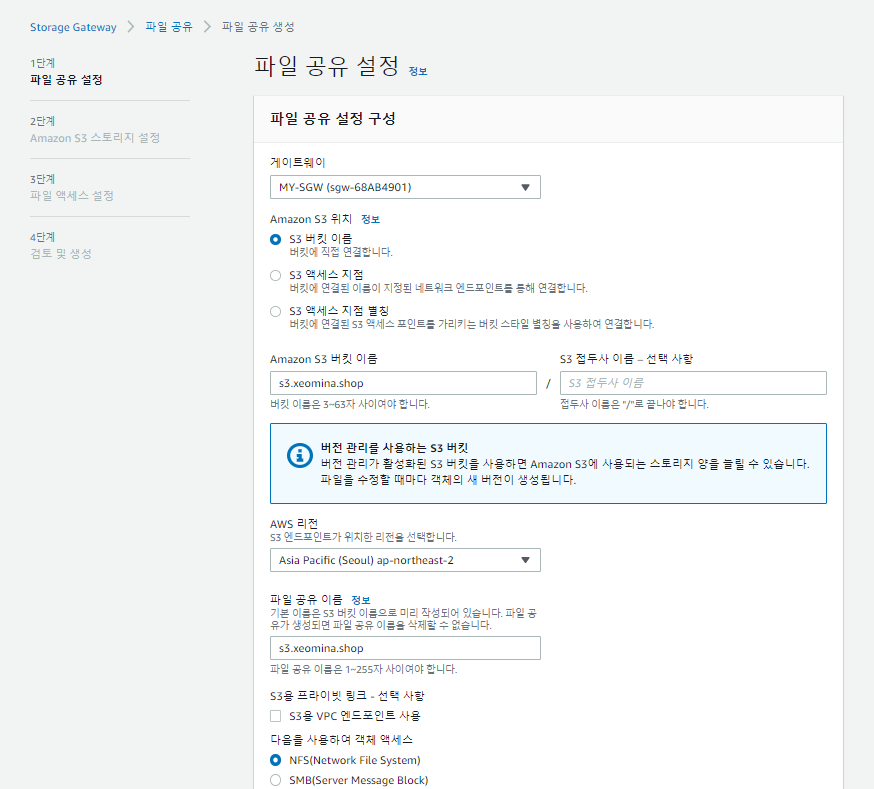 Storage Gateway > 파일 공유 > 파일 공유 생성
1단계
파일 공유 설정
2단계
Amazon S3 스토리지 설정
3단계
파일 액세스 설정
4단계
검토 및 생성
파일 공유 설정 정보
파일 공유 설정 구성
게이트웨이
MY-SGW (sgw-68AB4901)
Amazon S3 위치 정보
S3 버킷 이름
버킷에 직접 연결합니다.
S3 액세스 지점
버킷에 연결된 이름이 지정된 네트워크 엔드포인트를 통해 연결합니다.
S3 액세스 지점 별칭
버킷에 연결된 S3 액세스 포인트를 가리키는 버킷 스타일 별칭을 사용하여 연결합니다.
Amazon S3 버킷 이름 S3 접두사 이름 – 선택 사항
s3.xeomina.shop / S3 접두사 이름
버킷 이름은 3~63자 사이여야 합니다. 접두사 이름은 "/"로 끝나야 합니다.
버전 관리를 사용하는 S3 버킷
버전 관리가 활성화된 S3 버킷을 사용하면 Amazon S3에 사용되는 스토리지 양을 늘릴 수 있습니다.
파일을 수정할 때마다 객체의 새 버전이 생성됩니다.
AWS 리전
S3 엔드포인트가 위치한 리전을 선택합니다.
Asia Pacific (Seoul) ap-northeast-2
파일 공유 이름 정보
기본 이름은 S3 버킷 이름으로 미리 작성되어 있습니다. 파일 공
유가 생성되면 파일 공유 이름을 삭제할 수 없습니다.
s3.xeomina.shop
파일 공유 이름은 1~255자 사이여야 합니다.
S3용 프라이빗 링크 - 선택 사항
S3용 VPC 엔드포인트 사용
다음을 사용하여 객체 액세스
NFS(Network File System)
SMB(Server Message Block)